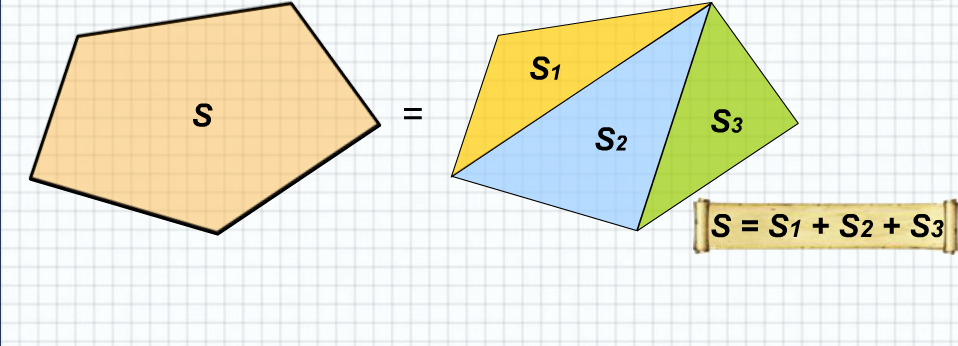 S
=
S1
S2
S3
S = S1 + S2 + S3